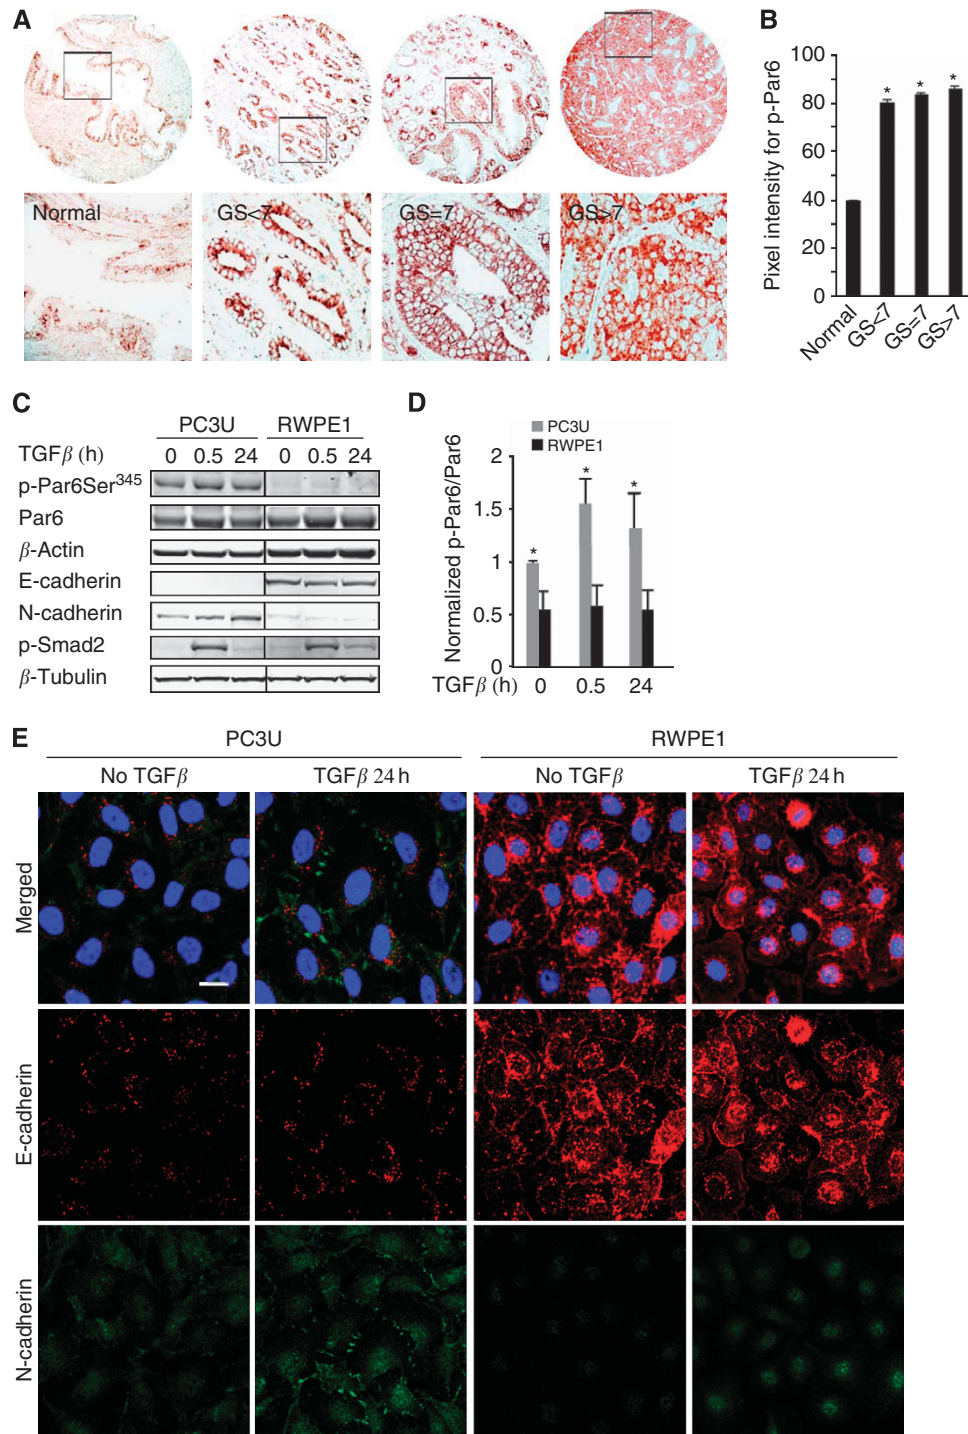 A
Normal
GS<7
GS=7
GS>7
B
Pixel intensity for p-Par6
100
80
60
40
20
0
Normal
GS<7
GS=7
GS>7
* * *
C
PC3U RWPE1
TGFβ (h) 0 0.5 24 0 0.5 24
p-Par6Ser345
Par6
β-Actin
E-cadherin
N-cadherin
p-Smad2
β-Tubulin
D
PC3U
RWPE1
Normalized p-Par6/Par6
2
1.5
1
0.5
0
* * *
TGFβ (h) 0 0.5 24
E
PC3U RWPE1
No TGFβ TGFβ 24 h No TGFβ TGFβ 24 h
Merged
E-cadherin
N-cadherin